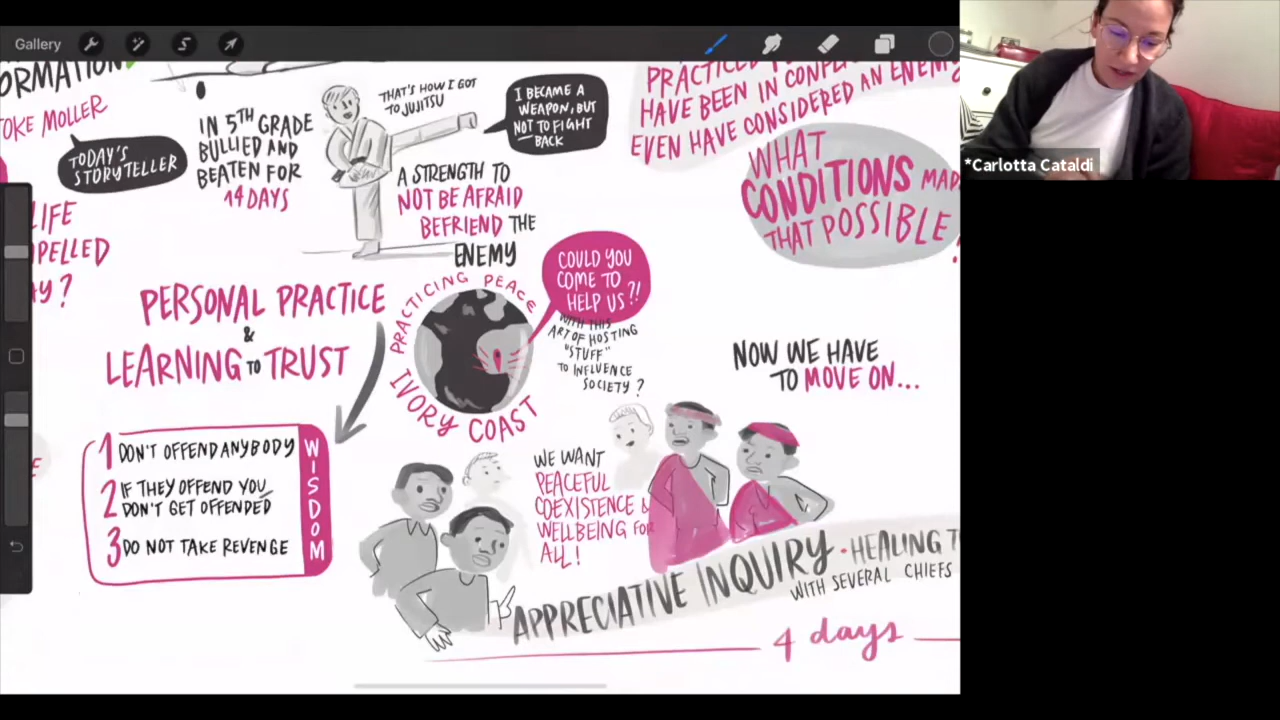 Gallery
ORMATION
TOKE MOLLER
TODAY'S
STORYTELLER
LIFE
PELLED
AY?
IN 5TH GRADE
BULLIED AND
BEATEN FOR
14 DAYS
THAT'S HOW I GOT
TO JUJITSU
I BECAME A
WEAPON, BUT
NOT TO FIGHT
BACK
A STRENGTH TO
NOT BE AFRAID
BEFRIEND THE
ENEMY
HAVE BEEN IN
EVEN HAVE CONSIDERED AN ENEMY
WHAT
CONDITIONS MAD
THAT POSSIBLE?
*Carlotta Cataldi
PERSONAL PRACTICE
&
LEARNING TO TRUST
PRACTICING PEACE
IVORY COAST
COULD YOU
COME TO
HELP US?!
WITH THIS
ART OF HOSTING
"STUFF"
TO INFLUENCE
SOCIETY?
NOW WE HAVE
TO MOVE ON...
1 DON'T OFFEND ANYBODY
2 IF THEY OFFEND YOU
DON'T GET OFFENDED
3 DO NOT TAKE REVENGE
WISDOM
WE WANT
PEACEFUL
COEXISTENCE &
WELLBEING FOR
ALL!
APPRECIATIVE INQUIRY • HEALING
WITH SEVERAL CHIEFS
4 days